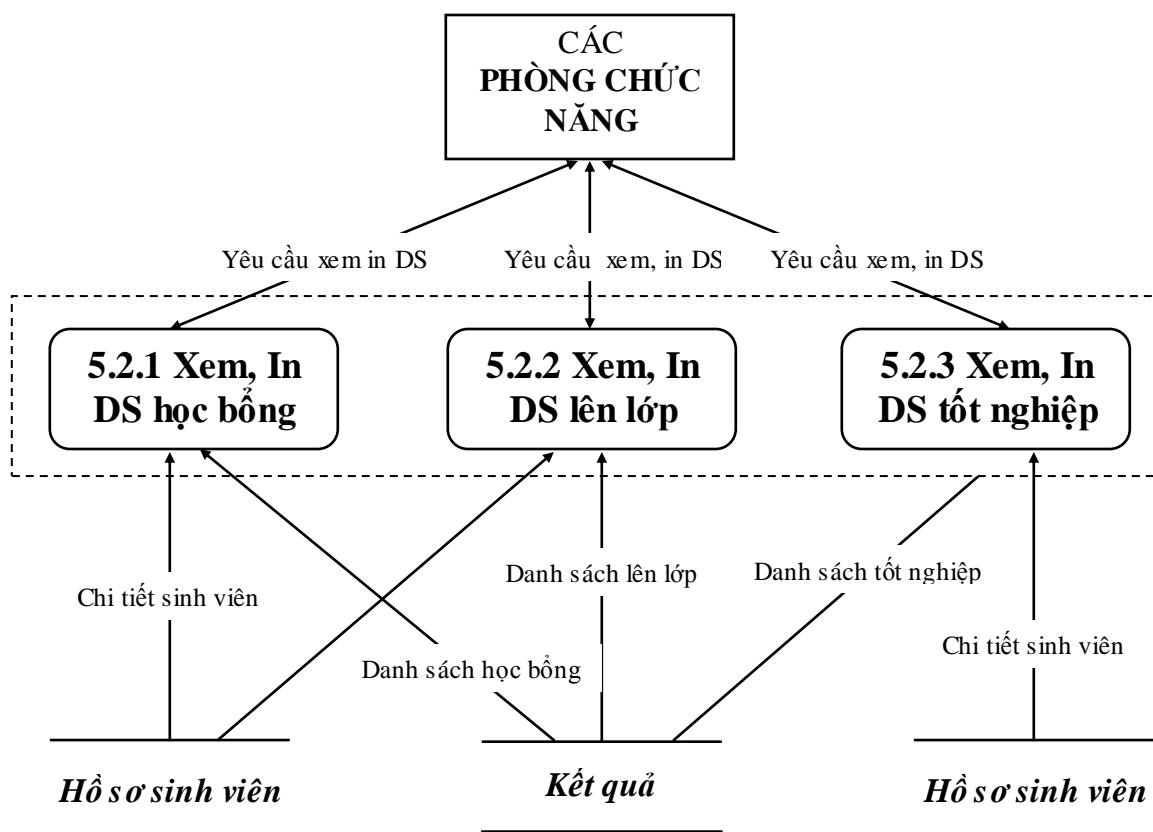 CÁC
PHÒNG CHỨC
NĂNG
Yêu cầu xem in DS
Yêu cầu xem, in DS
Yêu cầu xem, in DS
5.2.1 Xem, In
DS học bổng
5.2.2 Xem, In
DS lên lớp
5.2.3 Xem, In
DS tốt nghiệp
Danh sách lên lớp
Danh sách tốt nghiệp
Chi tiết sinh viên
Chi tiết sinh viên
Danh sách học bổng
Hồ sơ sinh viên
Kết quả
Hồ sơ sinh viên